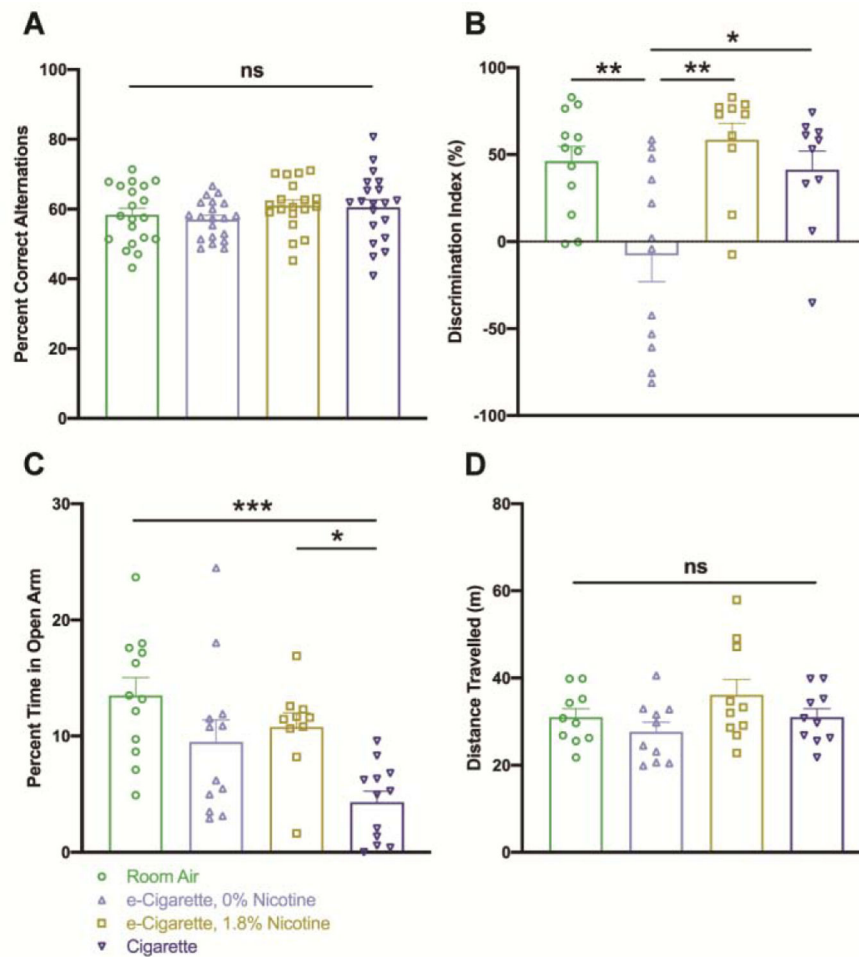 A
Percent Correct Alternations
100
80
60
40
20
0
ns
B
Discrimination Index (%)
100
50
0
-50
-100
*
** **
C
Percent Time in Open Arm
30
20
10
0
***
*
D
Distance Travelled (m)
80
60
40
20
0
ns
Room Air
e-Cigarette, 0% Nicotine
e-Cigarette, 1.8% Nicotine
Cigarette